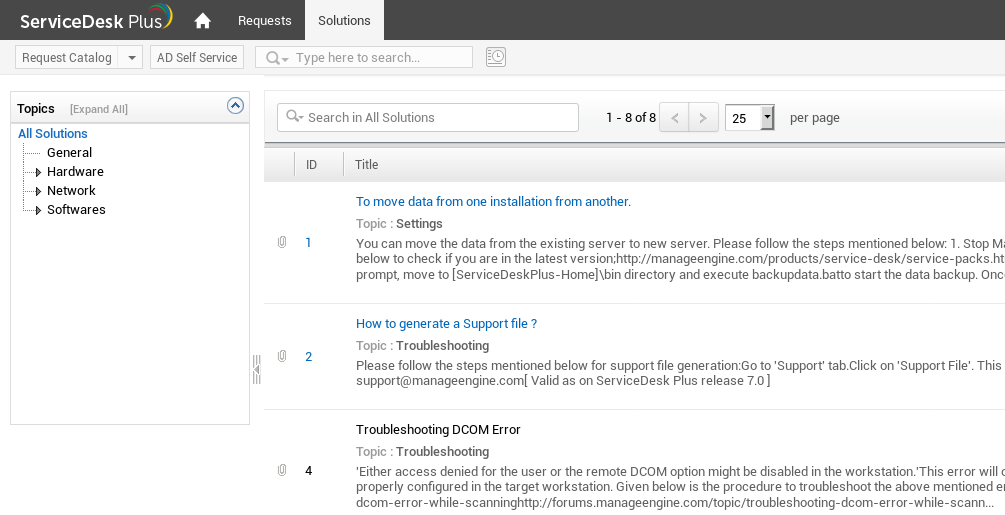 ServiceDesk Plus
Requests
Solutions
Request Catalog
AD Self Service
Type here to search...
Topics [Expand All]
All Solutions
General
Hardware
Network
Softwares
Search in All Solutions
1 - 8 of 8
25
per page
ID
Title
To move data from one installation from another.
Topic : Settings
1
You can move the data from the existing server to new server. Please follow the steps mentioned below: 1. Stop
below to check if you are in the latest version;http://manageengine.com/products/service-desk/service-packs.
prompt, move to [ServiceDeskPlus-Home]\bin directory and execute backupdata.batto start the data backup.
How to generate a Support file ?
Topic : Troubleshooting
2
Please follow the steps mentioned below for support file generation:Go to 'Support' tab.Click on 'Support File'. This
support@manageengine.com[ Valid as on ServiceDesk Plus release 7.0 ]
Troubleshooting DCOM Error
Topic : Troubleshooting
4
'Either access denied for the user or the remote DCOM option might be disabled in the workstation.'This error will
properly configured in the target workstation. Given below is the procedure to troubleshoot the above mentioned
dcom-error-while-scanninghttp://forums.manageengine.com/topic/troubleshooting-dcom-error-while-scann...